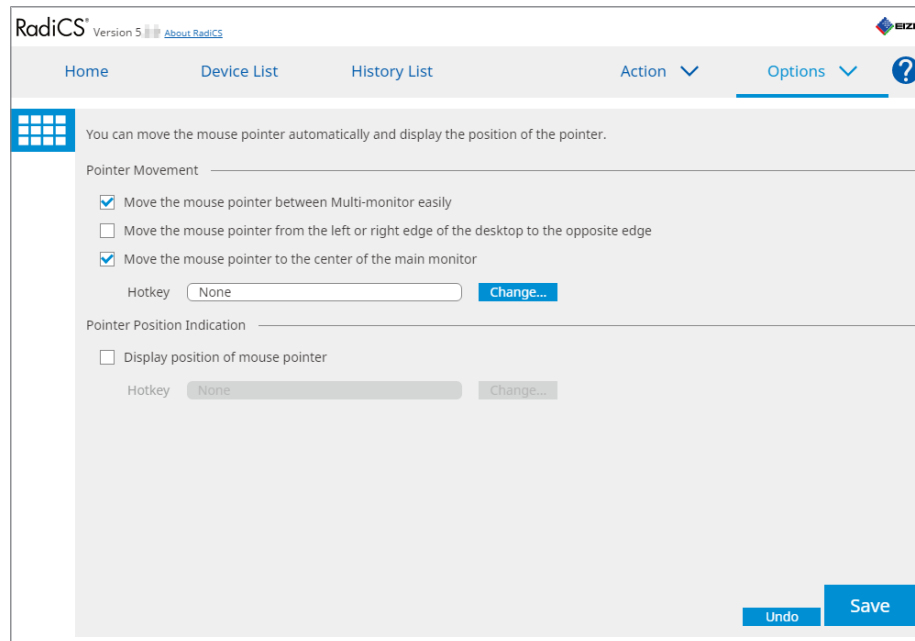 RadiCS® Version 5. About RadiCS
Home Device List History List Action Options ?
You can move the mouse pointer automatically and display the position of the pointer.
Pointer Movement
Move the mouse pointer between Multi-monitor easily
Move the mouse pointer from the left or right edge of the desktop to the opposite edge
Move the mouse pointer to the center of the main monitor
Hotkey None Change...
Pointer Position Indication
Display position of mouse pointer
Hotkey None Change...
Save
Undo